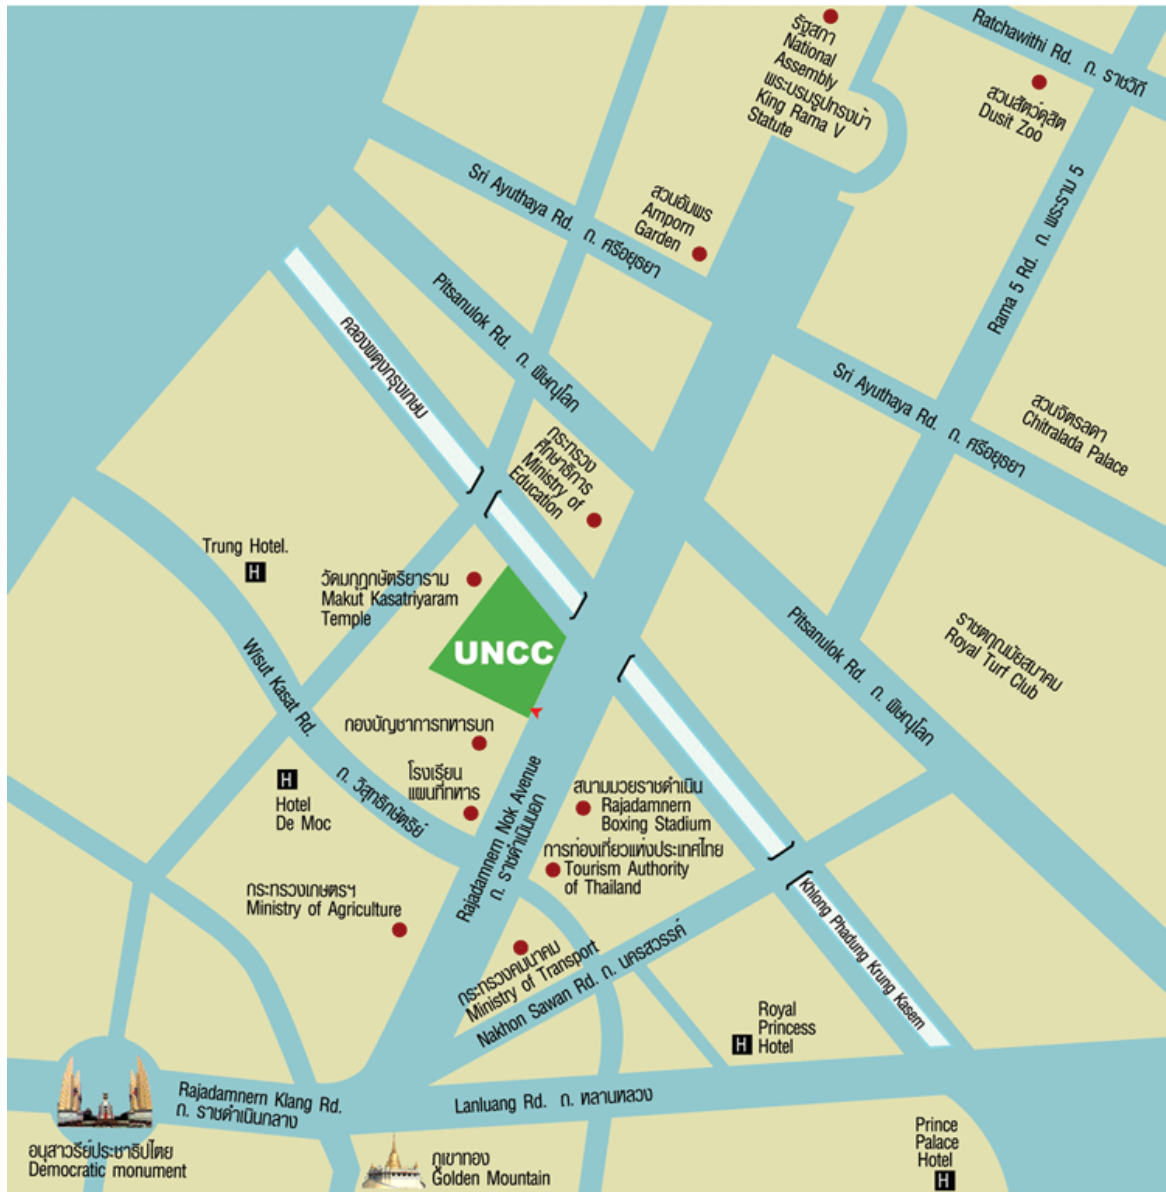 รัฐสภา
National
Assembly
พระบรมรูปทรงม้า
King Rama V
Statute
Ratchawithi Rd. ถ. ราชวิถี
สวนสัตว์ดุสิต
Dusit Zoo
Sri Ayuthaya Rd. ถ. ศรีอยุธยา
สวนอัมพร
Amporn
Garden
Rama 5 Rd. ถ. พระราม 5
Pitsanulok Rd. ถ. พิษณุโลก
คลองผดุงกรุงเกษม
Sri Ayuthaya Rd. ถ. ศรีอยุธยา
สวนจิตรลดา
Chitralada Palace
กระทรวง
ศึกษาธิการ
Ministry of
Education
Trung Hotel.
H
วัดมกุฎกษัตริยาราม
Makut Kasatriyaram
Temple
UNCC
Pitsanulok Rd. ถ. พิษณุโลก
ราชตฤณมัยสมาคม
Royal Turf Club
Wisut Kasat Rd. ถ. วิสุทธิกษัตริย์
กองบัญชาการทหารบก
H
Hotel
De Moc
โรงเรียน
แผนที่ทหาร
Rajadamnern Nok Avenue
ถ. ราชดำเนินนอก
สนามมวยราชดำเนิน
Rajadamnern
Boxing Stadium
การท่องเที่ยวแห่งประเทศไทย
Tourism Authority
of Thailand
กระทรวงเกษตรฯ
Ministry of Agriculture
กระทรวงคมนาคม
Ministry of Transport
Nakhon Sawan Rd. ถ. นครสวรรค์
Khlong Phadung Krung Kasem
Royal
Princess
H Hotel
Rajadamnern Klang Rd.
ถ. ราชดำเนินกลาง
Lanluang Rd. ถ. หลานหลวง
อนุสาวรีย์ประชาธิปไตย
Democratic monument
ภูเขาทอง
Golden Mountain
Prince
Palace
Hotel
H